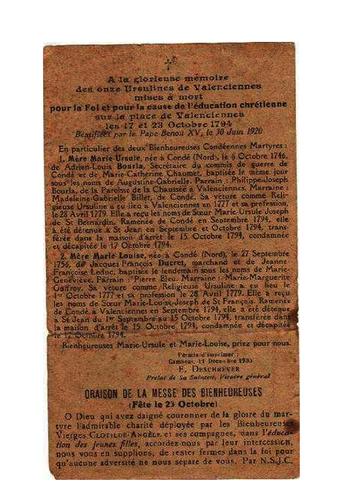 A la glorieuse mémoire
des onze Ursulines de Valenciennes
mises à mort
pour la Foi et pour la cause de l'éducation chrétienne
sur la place de Valenciennes
les 17 et 23 Octobre 1794
Béatifiées par le Pape Benoît XV, le 30 Juin 1920
En particulier des deux Bienheureuses Condéennes Martyres :
1. Mère Marie Ursule, née à Condé (Nord), le 6 Octobre 1746,
de Adrien-Louis Bourla, Secrétaire du commis de guerre de
Condé et de Marie-Catherine Chaumet, baptisée le même jour
sous les noms de Augustine-Gabrielle. Parrain : Philippe-Joseph
Bourla, de la Paroisse de la Chaussée à Valenciennes. Marraine :
Madeleine-Gabrielle Billet, de Condé. Sa vêture comme Reli-
gieuse Ursuline a eu lieu à Valenciennes en 1777 et sa profession,
le 28 Avril 1779. Elle a reçu les noms de Sœur Marie-Ursule Joseph
de St Bernardin. Ramenée de Condé en Septembre 1794, elle
a été détenue à St Jean en Septembre et Octobre 1794, trans-
férée dans la maison d'arrêt le 15 Octobre 1794, condamnée
et décapitée le 17 Octobre 1794.
2. Mère Marie Louise, née à Condé (Nord), le 27 Septembre
1756, de Jacques-François Ducret, marchand et de Jeanne-
Françoise Leduc, baptisée le lendemain sous les noms de Marie-
Geneviève. Parrain : Pierre Bleu. Marraine : Marie-Marguerite
Gaffroy. Sa vêture comme Religieuse Ursuline a eu lieu le
1er Octobre 1777 et sa profession le 28 Avril 1779. Elle a reçu
les noms de Sœur Marie-Louise, Joseph de St François. Ramenée
de Condé à Valenciennes en Septembre 1794, elle a été détenue
à St Jean du 1er Septembre au 15 Octobre 1794, transférée dans
la maison d'arrêt le 15 Octobre 1794, condamnée et décapitée le
17 Octobre 1794.
Bienheureuses Marie-Ursule et Marie-Louise, priez pour nous
Permis d'imprimer :
Cambrai, 11 Décembre 1933
E. Deschrever
Prélat de Sa Sainteté, Vicaire général
ORAISON DE LA MESSE DES BIENHEUREUSES
(Fête le 23 Octobre)
O Dieu qui avez daigné couronner de la gloire du mar-
tyre l'admirable charité déployée par les Bienheureuses
Vierges CLOTILDE-ANGÈLE et ses compagnes, dans l'éduca-
tion des jeunes filles, accordez-nous par leur intercession,
nous vous en supplions, de rester fermes dans la foi pour
qu'aucune adversité ne nous sépare de vous. Par N.S.J.C.